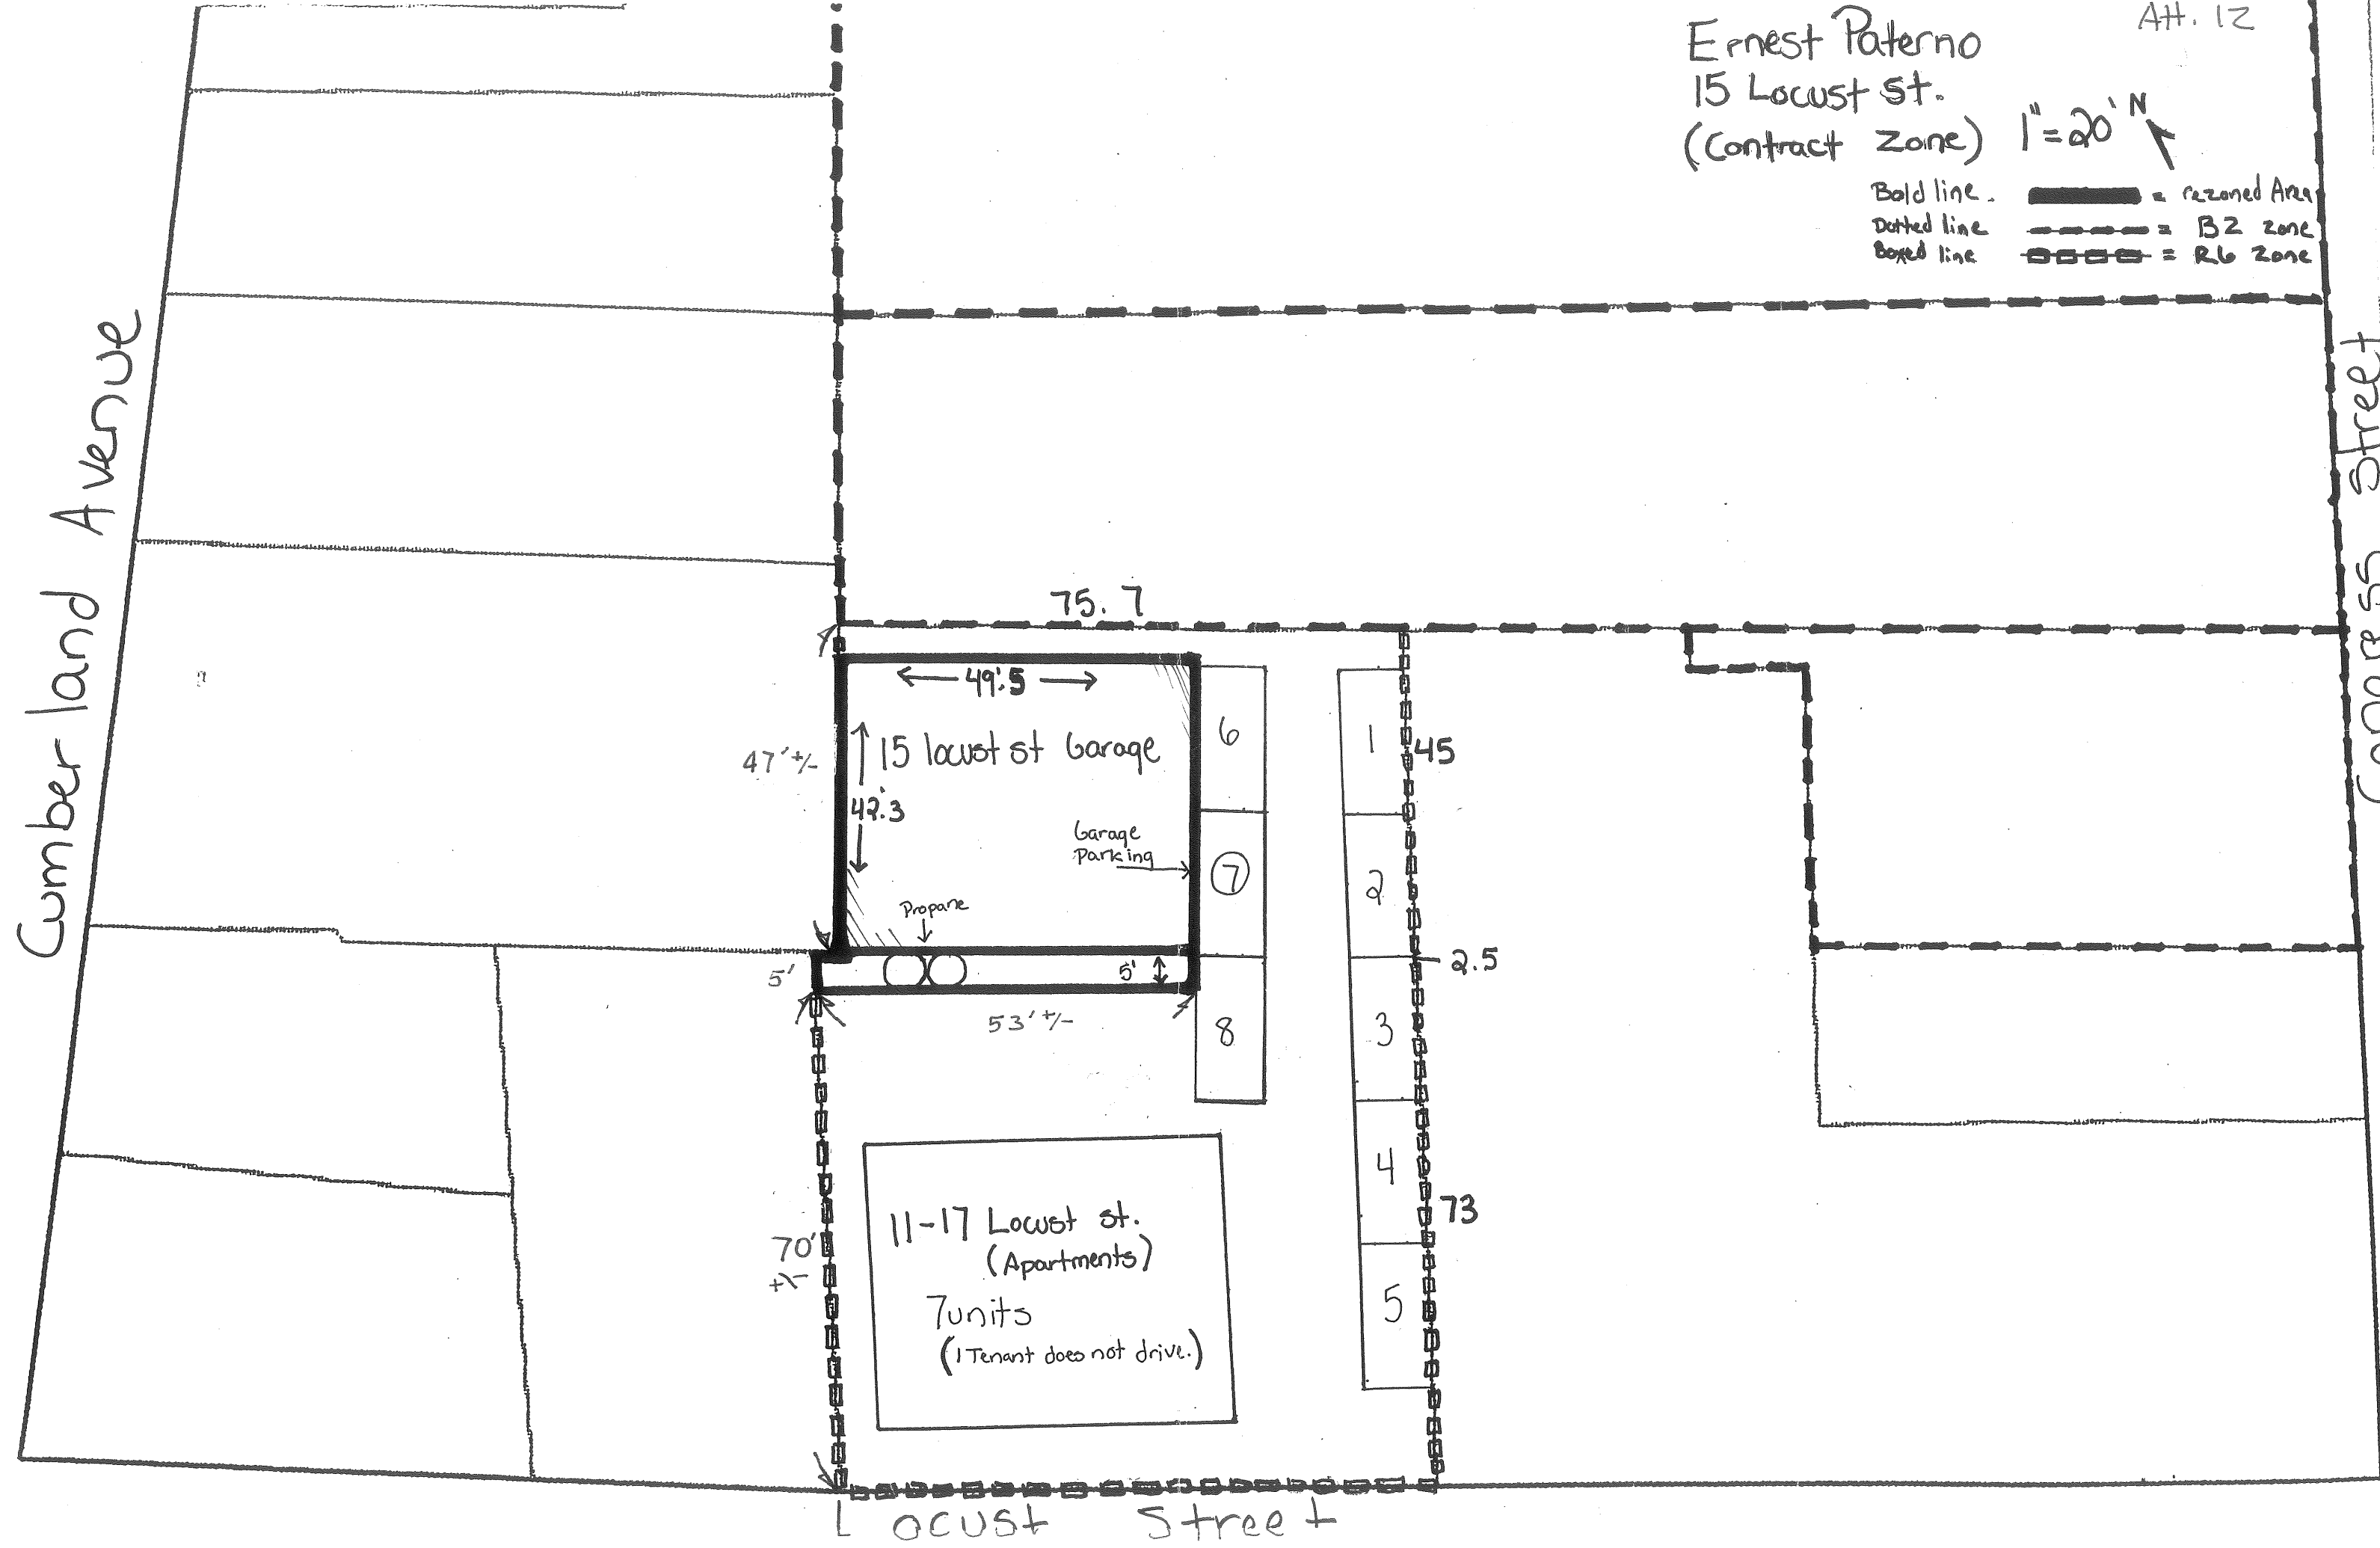 Att. 12
Ernest Paterno
15 Locust St.
(Contract Zone) 1"=20' N
Bold line. = rezoned Area
Dotted line = B2 zone
Boxed line = R6 zone
Cumberland Avenue
Congress Street
75.7
49'.5
47' +/-
15 locust st Garage
42'.3
Garage
Parking
Propane
5'
5'
53' +/-
6
7
8
1
2
3
4
5
45
2.5
73
70'
+/-
11-17 Locust st.
(Apartments)
7units
(1 Tenant does not drive.)
Locust Street